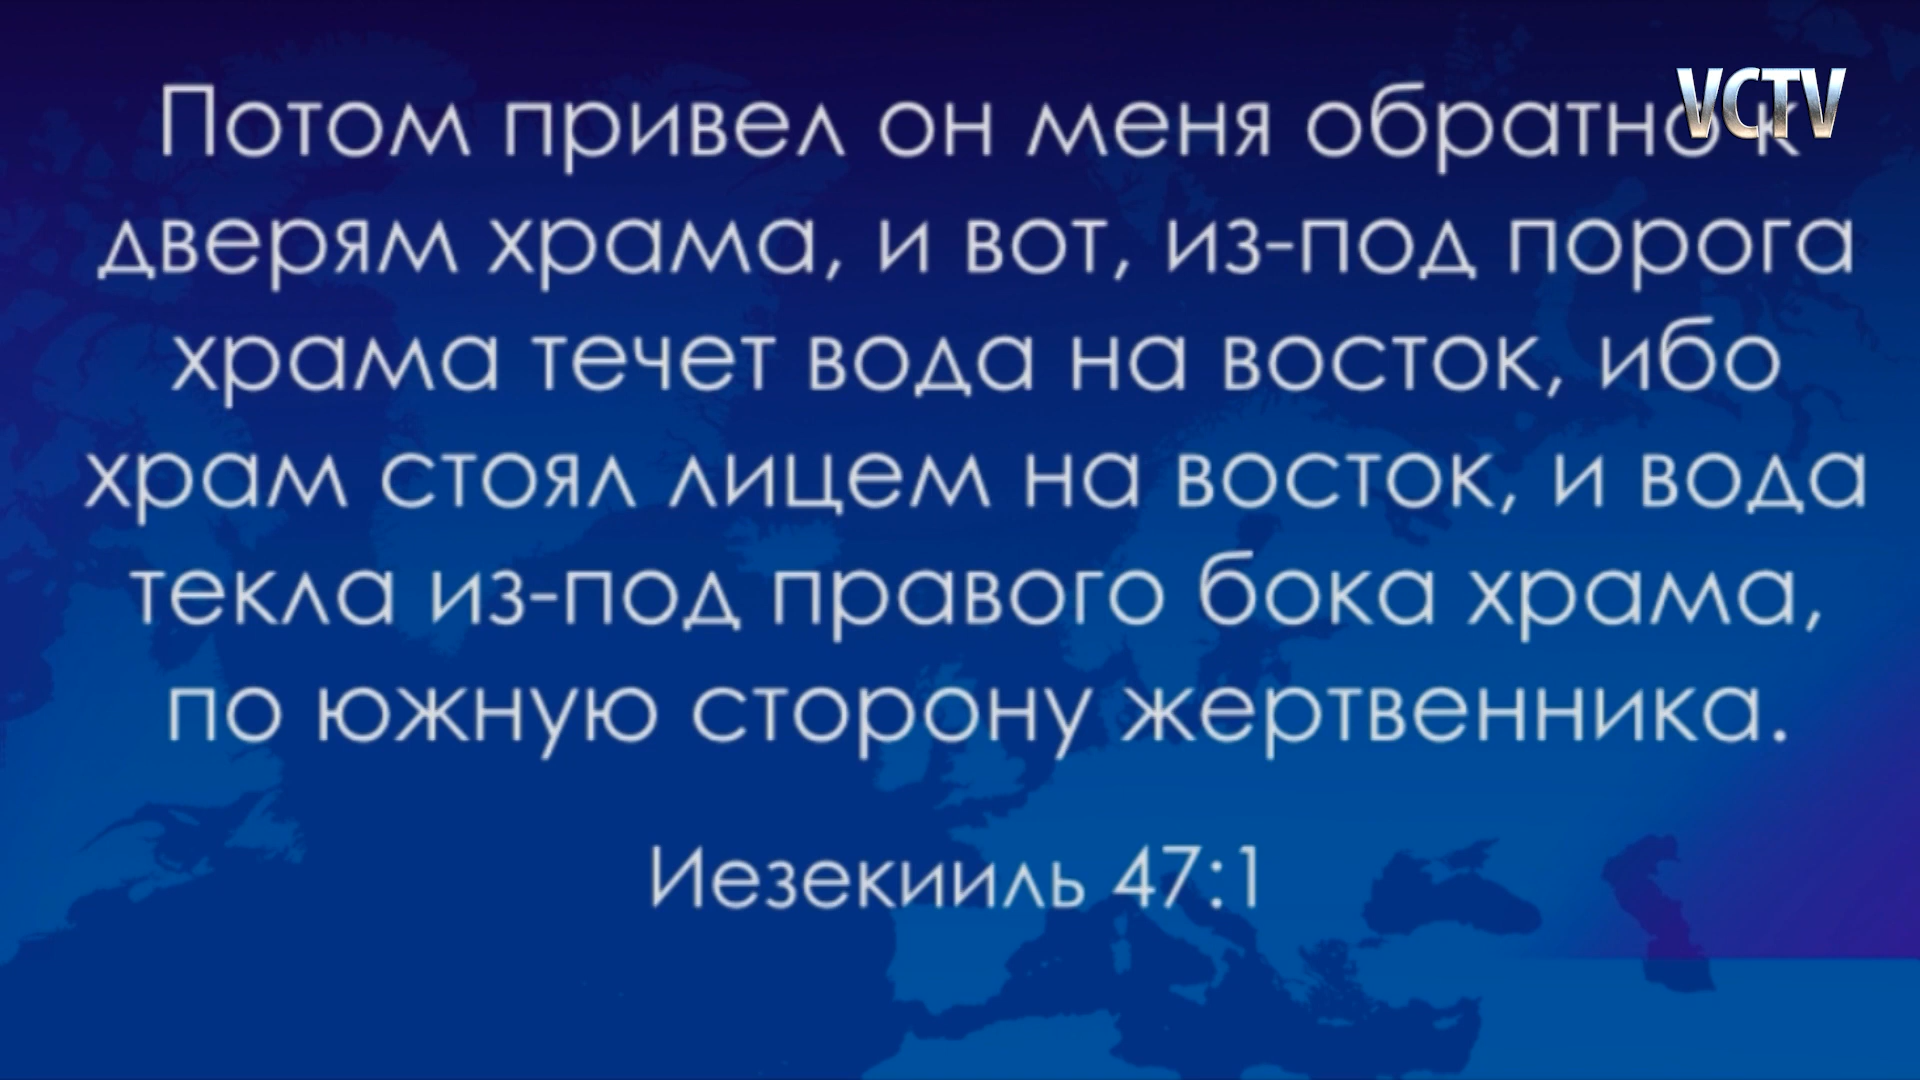 Потом привел он меня обратно к
VCTV
дверям храма, и вот, из-под порога
храма течет вода на восток, ибо
храм стоял лицем на восток, и вода
текла из-под правого бока храма,
по южную сторону жертвенника.
Иезекииль 47:1